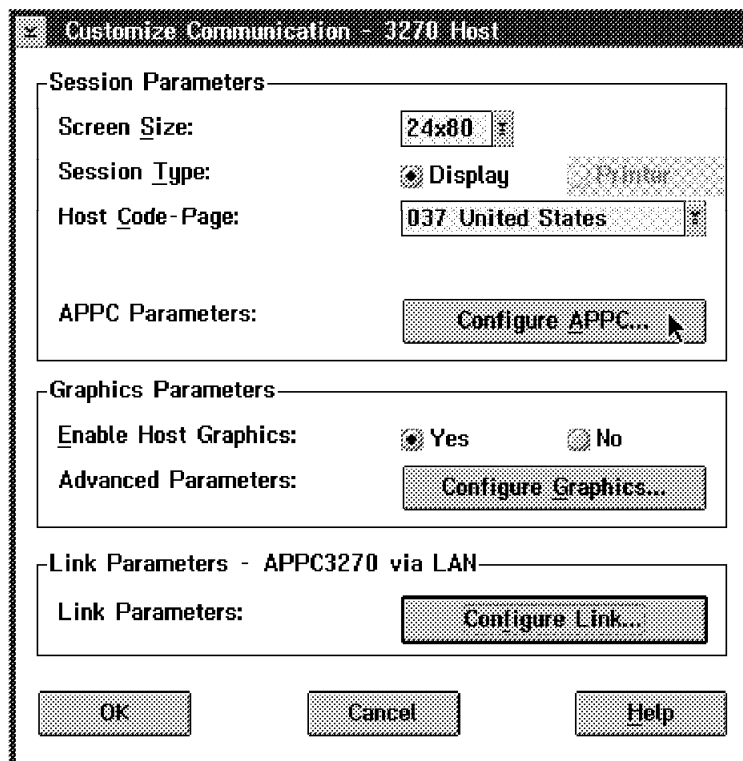 Customize Communication - 3270 Host
Session Parameters
Screen Size: 24x80
Session Type: Display Printer
Host Code-Page: 037 United States
APPC Parameters: Configure APPC...
Graphics Parameters
Enable Host Graphics: Yes No
Advanced Parameters: Configure Graphics...
Link Parameters - APPC3270 via LAN
Link Parameters: Configure Link...
OK Cancel Help